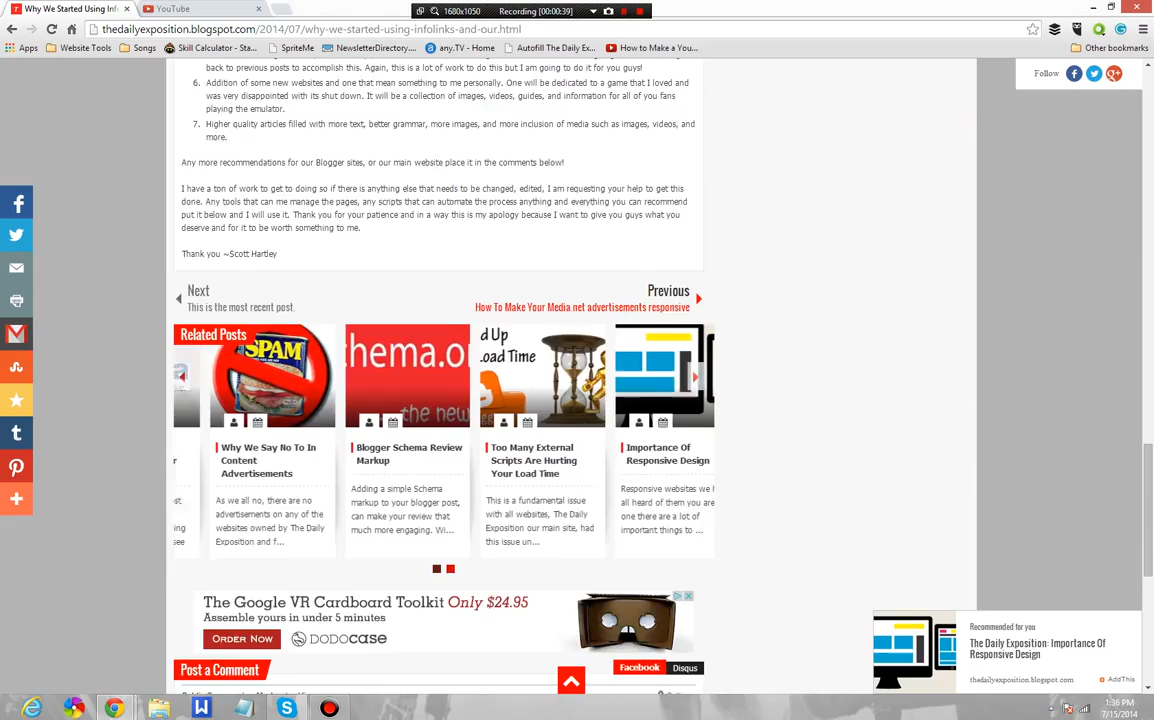 Why We Started Using Inf
YouTube
1680x1050
Recording [00:00:39]
thedailyexposition.blogspot.com/2014/07/why-we-started-using-infolinks-and-our.html
Apps
Website Tools
Songs
Skill Calculator - Sta...
SpriteMe
NewsletterDirectory....
any.TV - Home
Autofill The Daily Ex...
How to Make a You...
Other bookmarks
Follow
back to previous posts to accomplish this. Again, this is a lot of work to do this but I am going to do it for you guys!
6. Addition of some new websites and one that mean something to me personally. One will be dedicated to a game that I loved and
was very disappointed with its shut down. It will be a collection of images, videos, guides, and information for all of you fans
playing the emulator.
7. Higher quality articles filled with more text, better grammar, more images, and more inclusion of media such as images, videos, and
more.
Any more recommendations for our Blogger sites, or our main website place it in the comments below!
I have a ton of work to get to doing so if there is anything else that needs to be changed, edited, I am requesting your help to get this
done. Any tools that can me manage the pages, any scripts that can automate the process anything and everything you can recommend
put it below and I will use it. Thank you for your patience and in a way this is my apology because I want to give you guys what you
deserve and for it to be worth something to me.
Thank you ~Scott Hartley
Next
This is the most recent post.
Previous
How To Make Your Media.net advertisements responsive
Related Posts
SPAM
chema.o
the new
d Up
oad Time
Why We Say No To In
Content
Advertisements
As we all no, there are no
advertisements on any of the
websites owned by The Daily
Exposition and f...
Blogger Schema Review
Markup
Adding a simple Schema
markup to your blogger post,
can make your review that
much more engaging. Wi...
Too Many External
Scripts Are Hurting
Your Load Time
This is a fundamental issue
with all websites, The Daily
Exposition our main site, had
this issue un...
Importance Of
Responsive Design
Responsive websites we h
all heard of them you are
one there are a lot of
important things to ...
The Google VR Cardboard Toolkit Only $24.95
Assemble yours in under 5 minutes
ORDER NOW
DODOCASE
Post a Comment
Facebook
Disqus
Recommended for you
The Daily Exposition: Importance Of
Responsive Design
thedailyexposition.blogspot.com
AddThis
1:36 PM
7/15/2014